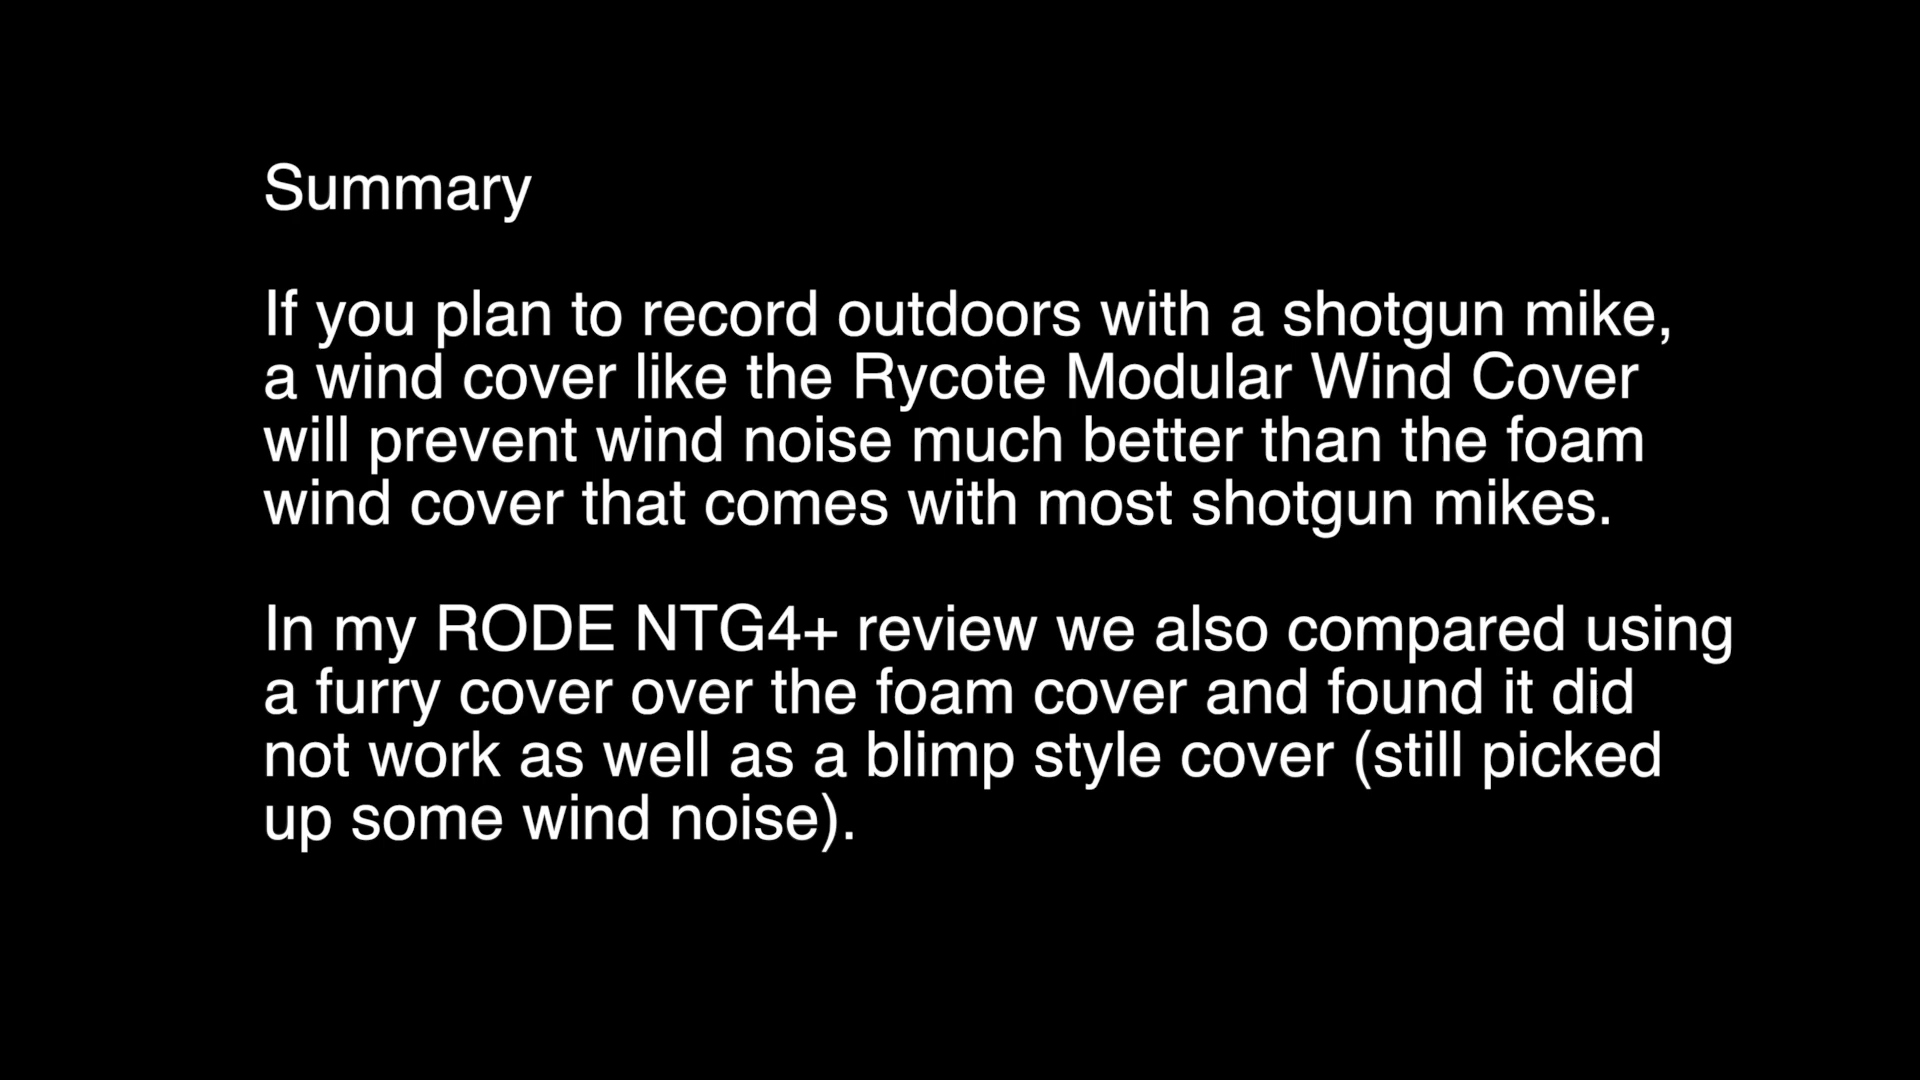 Summary
If you plan to record outdoors with a shotgun mike,
a wind cover like the Rycote Modular Wind Cover
will prevent wind noise much better than the foam
wind cover that comes with most shotgun mikes.
In my RODE NTG4+ review we also compared using
a furry cover over the foam cover and found it did
not work as well as a blimp style cover (still picked
up some wind noise).